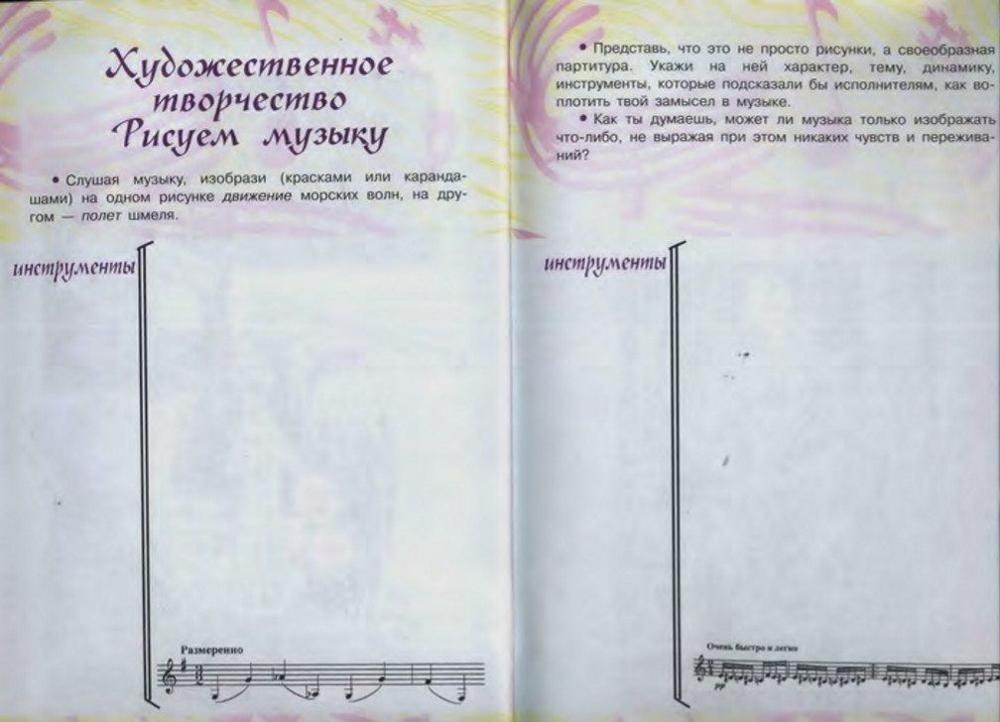 Художественное
творчество
Рисуем музыку
• Слушая музыку, изобрази (красками или каранда-
шами) на одном рисунке движение морских волн, на дру-
гом — полет шмеля.
инструменты
Размеренно
• Представь, что это не просто рисунки, а своеобразная
партитура. Укажи на ней характер, тему, динамику,
инструменты, которые подсказали бы исполнителям, как во-
плотить твой замысел в музыке.
• Как ты думаешь, может ли музыка только изображать
что-либо, не выражая при этом никаких чувств и пережива-
ний?
инструменты
Очень быстро и легко
pp